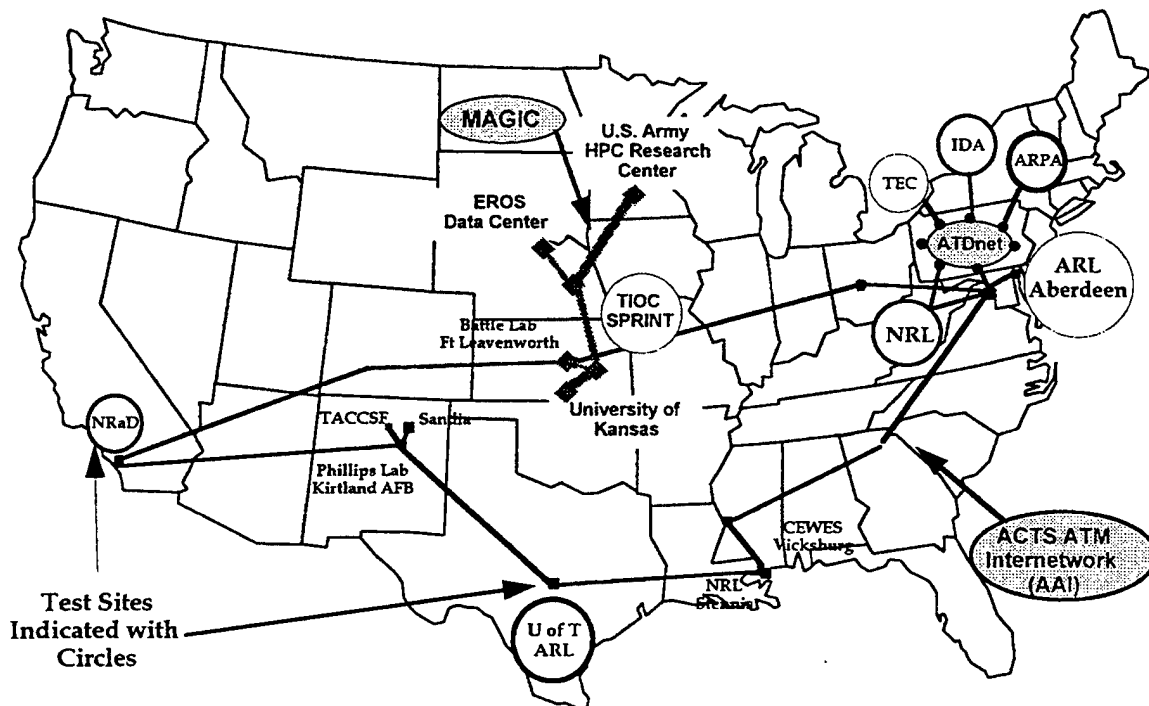 MAGIC
U.S. Army
HPC Research
Center
EROS
Data Center
IDA
ARPA
TEC
ATDnet
ARL
Aberdeen
TIOC
SPRINT
NRL
Battle Lab
Ft Leavenworth
University of
Kansas
NRaD
TACCSF
Sandia
Phillips Lab
Kirtland AFB
CEWES
Vicksburg
NRL
Stennis
ACTS ATM
Internetwork
(AAI)
Test Sites
Indicated with
Circles
U of T
ARL